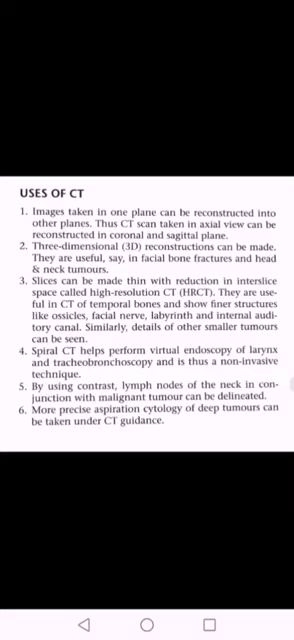 USES OF CT
1. Images taken in one plane can be reconstructed into
other planes. Thus CT scan taken in axial view can be
reconstructed in coronal and sagittal plane.
2. Three-dimensional (3D) reconstructions can be made.
They are useful, say, in facial bone fractures and head
& neck tumours.
3. Slices can be made thin with reduction in interslice
space called high-resolution CT (HRCT). They are use-
ful in CT of temporal bones and show finer structures
like ossicles, facial nerve, labyrinth and internal audi-
tory canal. Similarly, details of other smaller tumours
can be seen.
4. Spiral CT helps perform virtual endoscopy of larynx
and tracheobronchoscopy and is thus a non-invasive
technique.
5. By using contrast, lymph nodes of the neck in con-
junction with malignant tumour can be delineated.
6. More precise aspiration cytology of deep tumours can
be taken under CT guidance.